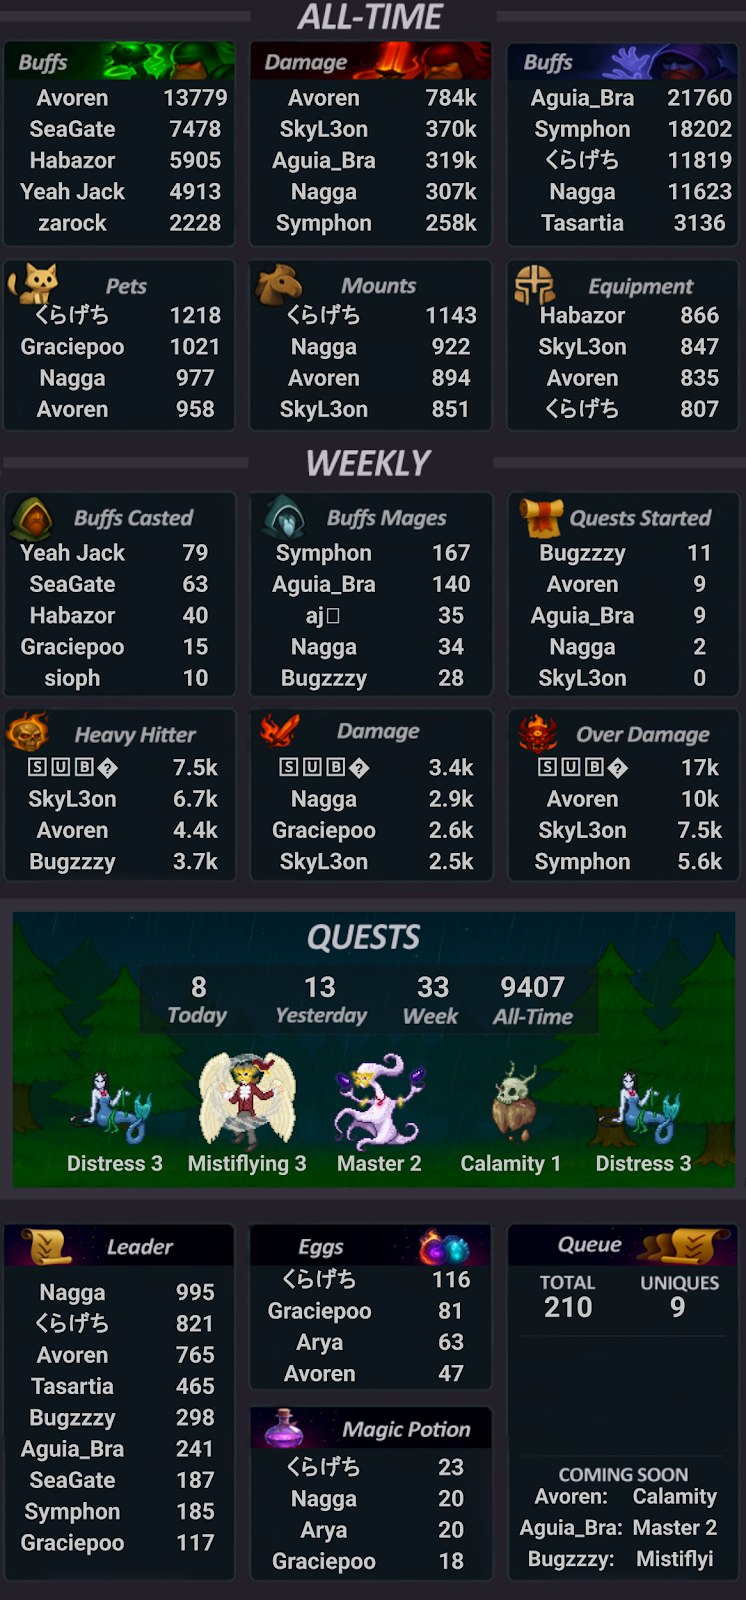 ALL-TIME
Buffs
Avoren 13779
SeaGate 7478
Habazor 5905
Yeah Jack 4913
zarock 2228
Damage
Avoren 784k
SkyL3on 370k
Aguia_Bra 319k
Nagga 307k
Symphon 258k
Buffs
Aguia_Bra 21760
Symphon 18202
くらげち 11819
Nagga 11623
Tasartia 3136
Pets
くらげち 1218
Graciepoo 1021
Nagga 977
Avoren 958
Mounts
くらげち 1143
Nagga 922
Avoren 894
SkyL3on 851
Equipment
Habazor 866
SkyL3on 847
Avoren 835
くらげち 807
WEEKLY
Buffs Casted
Yeah Jack 79
SeaGate 63
Habazor 40
Graciepoo 15
sioph 10
Buffs Mages
Symphon 167
Aguia_Bra 140
aj□ 35
Nagga 34
Bugzzzy 28
Quests Started
Bugzzzy 11
Avoren 9
Aguia_Bra 9
Nagga 2
SkyL3on 0
Heavy Hitter
🅂🅄🄱� 7.5k
SkyL3on 6.7k
Avoren 4.4k
Bugzzzy 3.7k
Damage
🅂🅄🄱� 3.4k
Nagga 2.9k
Graciepoo 2.6k
SkyL3on 2.5k
Over Damage
🅂🅄🄱� 17k
Avoren 10k
SkyL3on 7.5k
Symphon 5.6k
QUESTS
8 13 33 9407
Today Yesterday Week All-Time
Distress 3 Mistiflying 3 Master 2 Calamity 1 Distress 3
Leader
Nagga 995
くらげち 821
Avoren 765
Tasartia 465
Bugzzzy 298
Aguia_Bra 241
SeaGate 187
Symphon 185
Graciepoo 117
Eggs
くらげち 116
Graciepoo 81
Arya 63
Avoren 47
Magic Potion
くらげち 23
Nagga 20
Arya 20
Graciepoo 18
Queue
TOTAL UNIQUES
210 9
COMING SOON
Avoren: Calamity
Aguia_Bra: Master 2
Bugzzzy: Mistiflyi